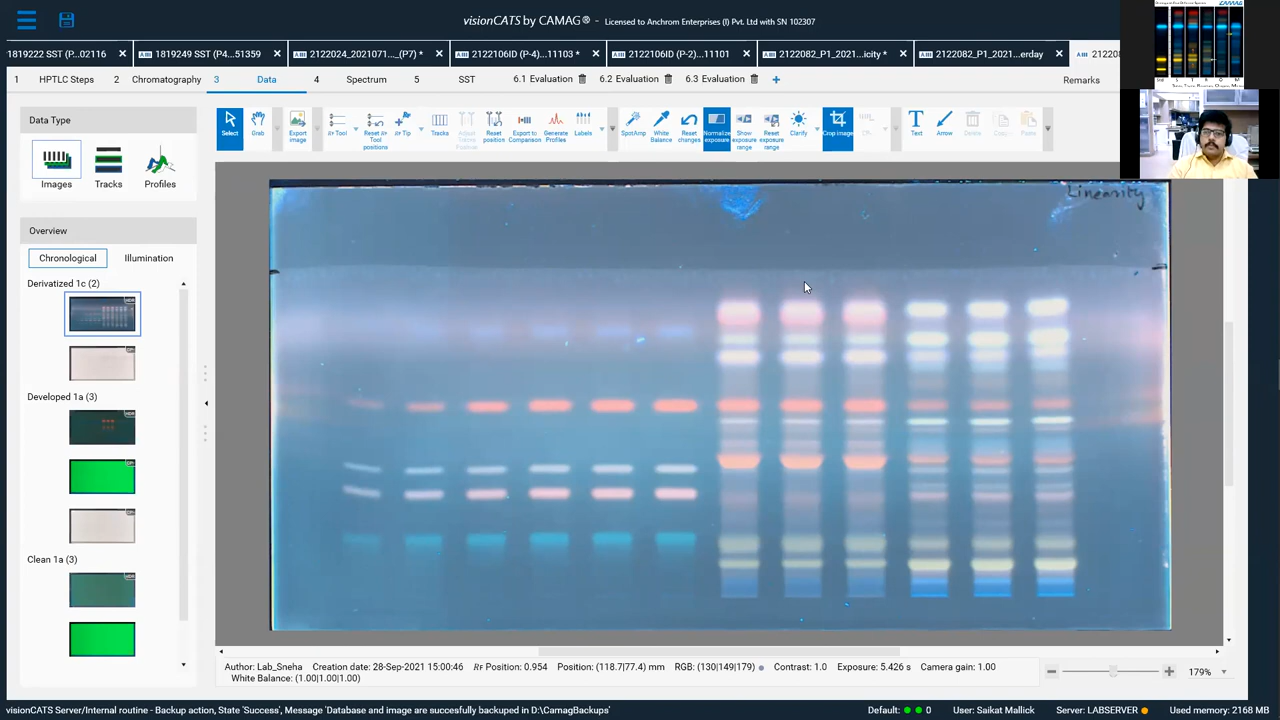 visionCATS by CAMAG® - Licensed to Anchrom Enterprises (I) Pvt. Ltd with SN 102307
1819222 SST (P..02116
1819249 SST (P4...51359
2122024_2021071...(PJ) *
...11103 *
...106ID (P-2)...11101 *
2122082_P1_2021...icity *
2122082_P1_2021...erday
21220
1 HPTLC Steps
2 Chromatography
3 Data
4 Spectrum
5 SST
6.1 Evaluation
6.2 Evaluation
6.3 Evaluation
Remarks
Data Type
Images
Tracks
Profiles
Overview
Chronological
Illumination
Derivatized 1c (2)
Developed 1a (3)
Clean 1a (3)
Select
Grab
Export image
Tool
Reset Tool positions
Tip
Tracks
Reset position
Export to Comparison
Generate Profiles
Labels
SpotAmp
White Balance
Reset changes
Normalize exposure
Show exposure range
Reset exposure range
Clarify
Crop image
Text
Arrow
Delete
Paste
CAMAG
Linearity
Author: Lab_Sneha
Creation date: 28-Sep-2021 15:00:46
RF Position: 0.954
Position: (118.7|77.4) mm
RGB: (130|149|179)
Contrast: 1.0
Exposure: 5.426 s
Camera gain: 1.00
White Balance: (1.00|1.00|1.00)
179%
visionCATS Server/Internal routine - Backup action, State 'Success', Message 'Database and image are succesfully backuped in D:\CamagBackups'
Default: 0
User: Saikat Mallick
Server: LABSERVER
Used memory: 2168 MB